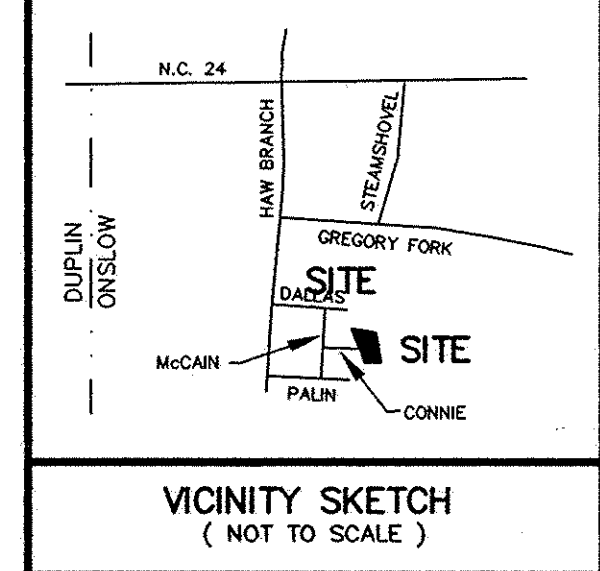 N.C. 24
HAW BRANCH
STEAMSHOVEL
DUPLIN
ONSLOW
GREGORY FORK
SITE
DALLAS
McCAIN
SITE
PALIN
CONNIE
VICINITY SKETCH
( NOT TO SCALE )